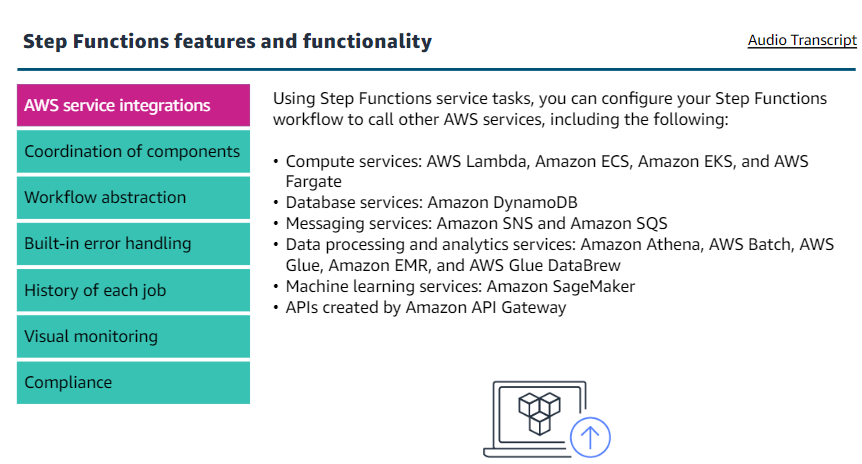 Step Functions features and functionality
Audio Transcript
AWS service integrations
Coordination of components
Workflow abstraction
Built-in error handling
History of each job
Visual monitoring
Compliance
Using Step Functions service tasks, you can configure your Step Functions
workflow to call other AWS services, including the following:
• Compute services: AWS Lambda, Amazon ECS, Amazon EKS, and AWS
Fargate
• Database services: Amazon DynamoDB
• Messaging services: Amazon SNS and Amazon SQS
• Data processing and analytics services: Amazon Athena, AWS Batch, AWS
Glue, Amazon EMR, and AWS Glue DataBrew
• Machine learning services: Amazon SageMaker
• APIs created by Amazon API Gateway